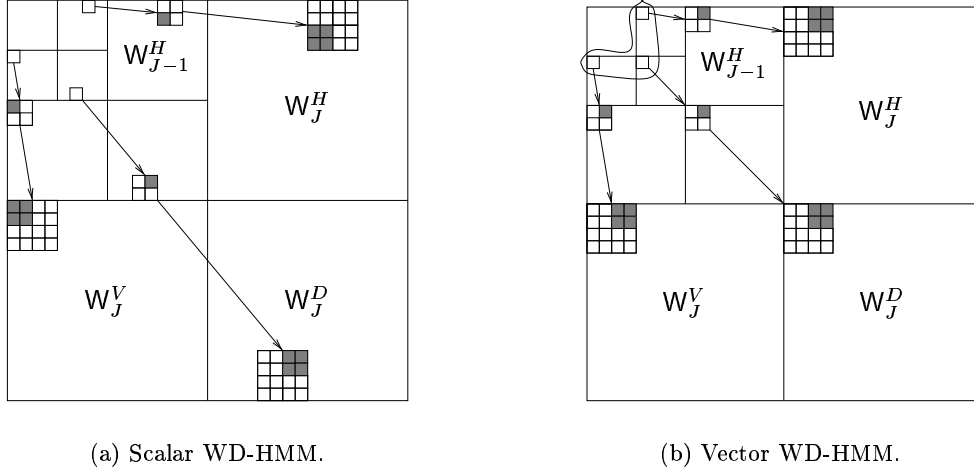 W^H_{J−1}
W^H_J
W^V_J
W^D_J
(a) Scalar WD-HMM.
W^H_{J−1}
W^H_J
W^V_J
W^D_J
(b) Vector WD-HMM.